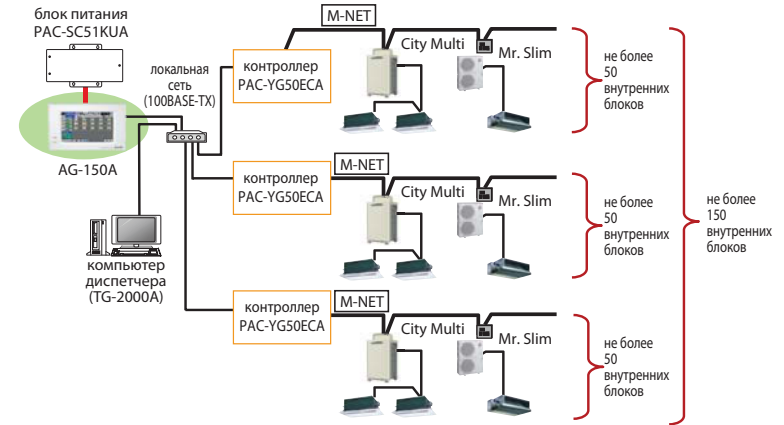 блок питания
PAC-SC51KUA
AG-150A
локальная
сеть
(100BASE-TX)
компьютер
диспетчера
(TG-2000A)
контроллер
PAC-YG50ECA
M-NET
City Multi
Mr. Slim
не более
50
внутренних
блоков
контроллер
PAC-YG50ECA
M-NET
City Multi
Mr. Slim
не более
50
внутренних
блоков
контроллер
PAC-YG50ECA
M-NET
City Multi
Mr. Slim
не более
50
внутренних
блоков
не более
150
внутренних
блоков